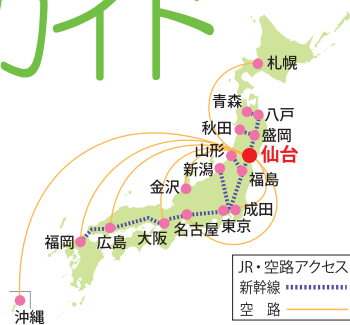 ガイド
札幌
青森
八戸
秋田
盛岡
山形
仙台
新潟
福島
金沢
成田
福岡
広島
大阪
名古屋
東京
沖縄
JR・空路アクセス
新幹線
空 路